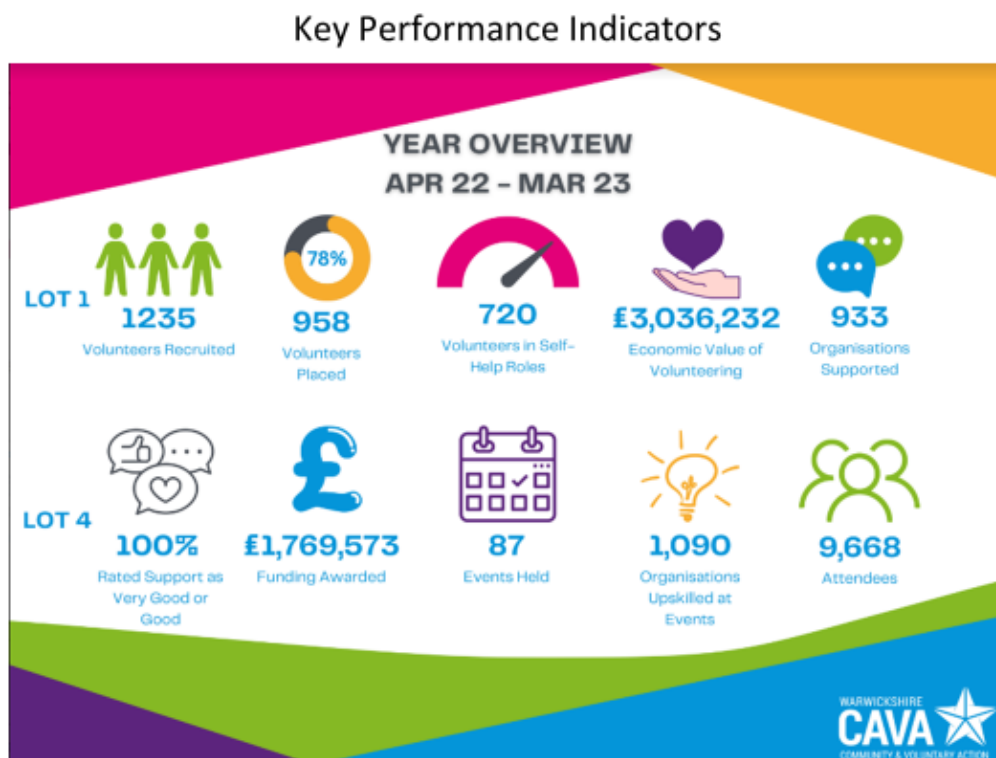 Key Performance Indicators
YEAR OVERVIEW
APR 22 - MAR 23
LOT 1
1235
Volunteers Recruited
78%
958
Volunteers
Placed
720
Volunteers in Self-
Help Roles
£3,036,232
Economic Value of
Volunteering
933
Organisations
Supported
LOT 4
100%
Rated Support as
Very Good or
Good
£1,769,573
Funding Awarded
87
Events Held
1,090
Organisations
Upskilled at
Events
9,668
Attendees
WARWICKSHIRE
CAVA
COMMUNITY & VOLUNTARY ACTION